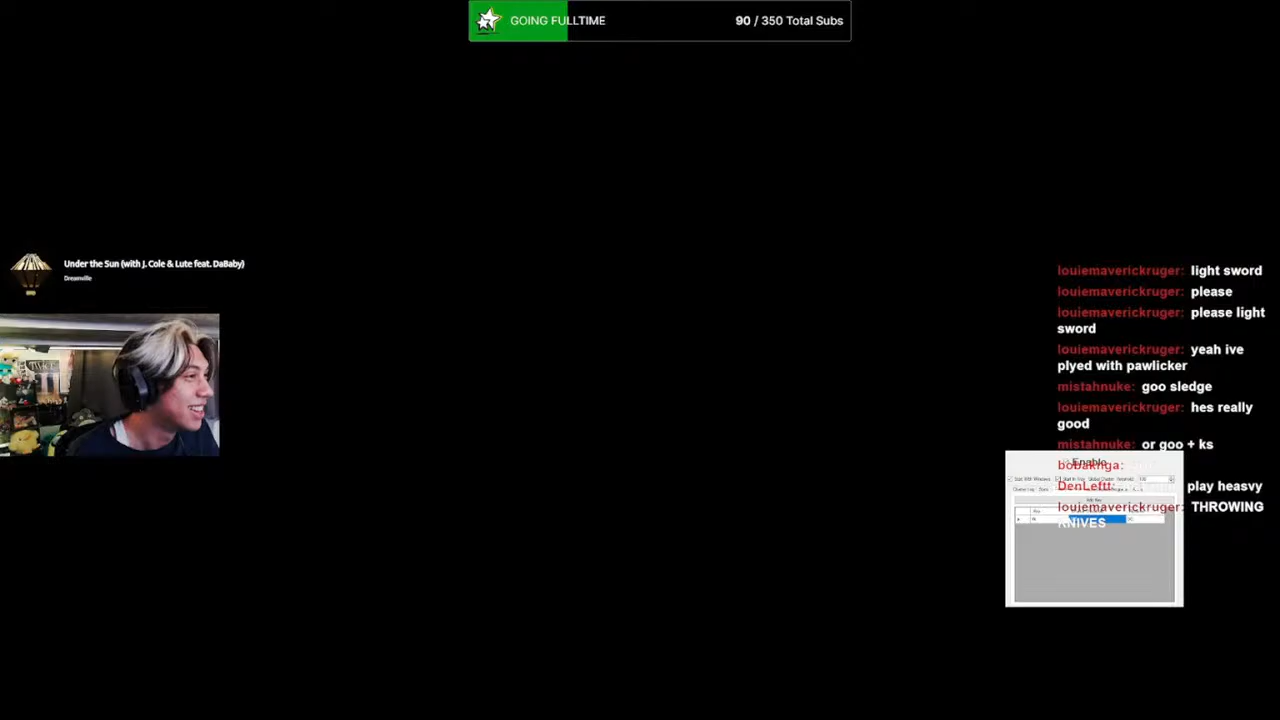 GOING FULLTIME
90 / 350 Total Subs
Under the Sun (with J. Cole & Lute feat. DaBaby)
Dreamville
louiemaverickruger: light sword
louiemaverickruger: please
louiemaverickruger: please light
sword
louiemaverickruger: yeah ive
plyed with pawlicker
mistahnuke: goo sledge
louiemaverickruger: hes really
good
mistahnuke: or goo + ks
Enable
DenLeftt: play heasvy
louiemaverickruger: THROWING
KNIVES